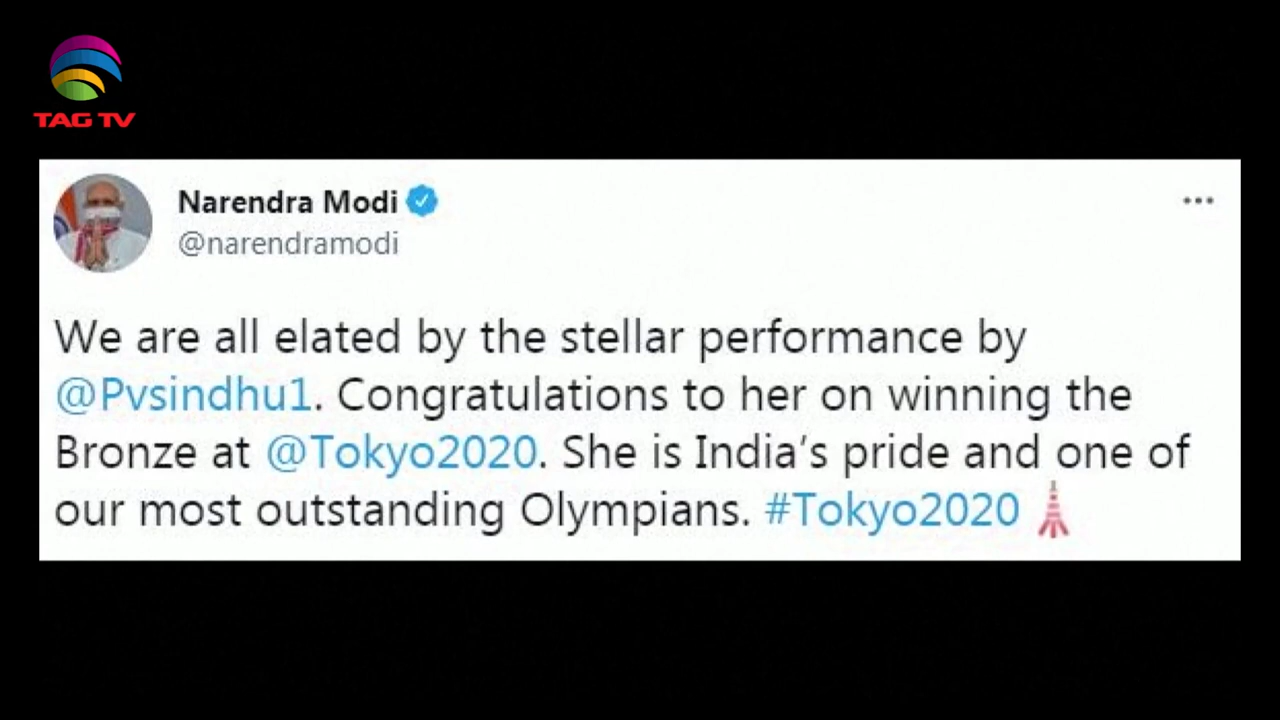 TAG TV
Narendra Modi
@narendramodi
We are all elated by the stellar performance by
@Pvsindhu1. Congratulations to her on winning the
Bronze at @Tokyo2020. She is India's pride and one of
our most outstanding Olympians. #Tokyo2020